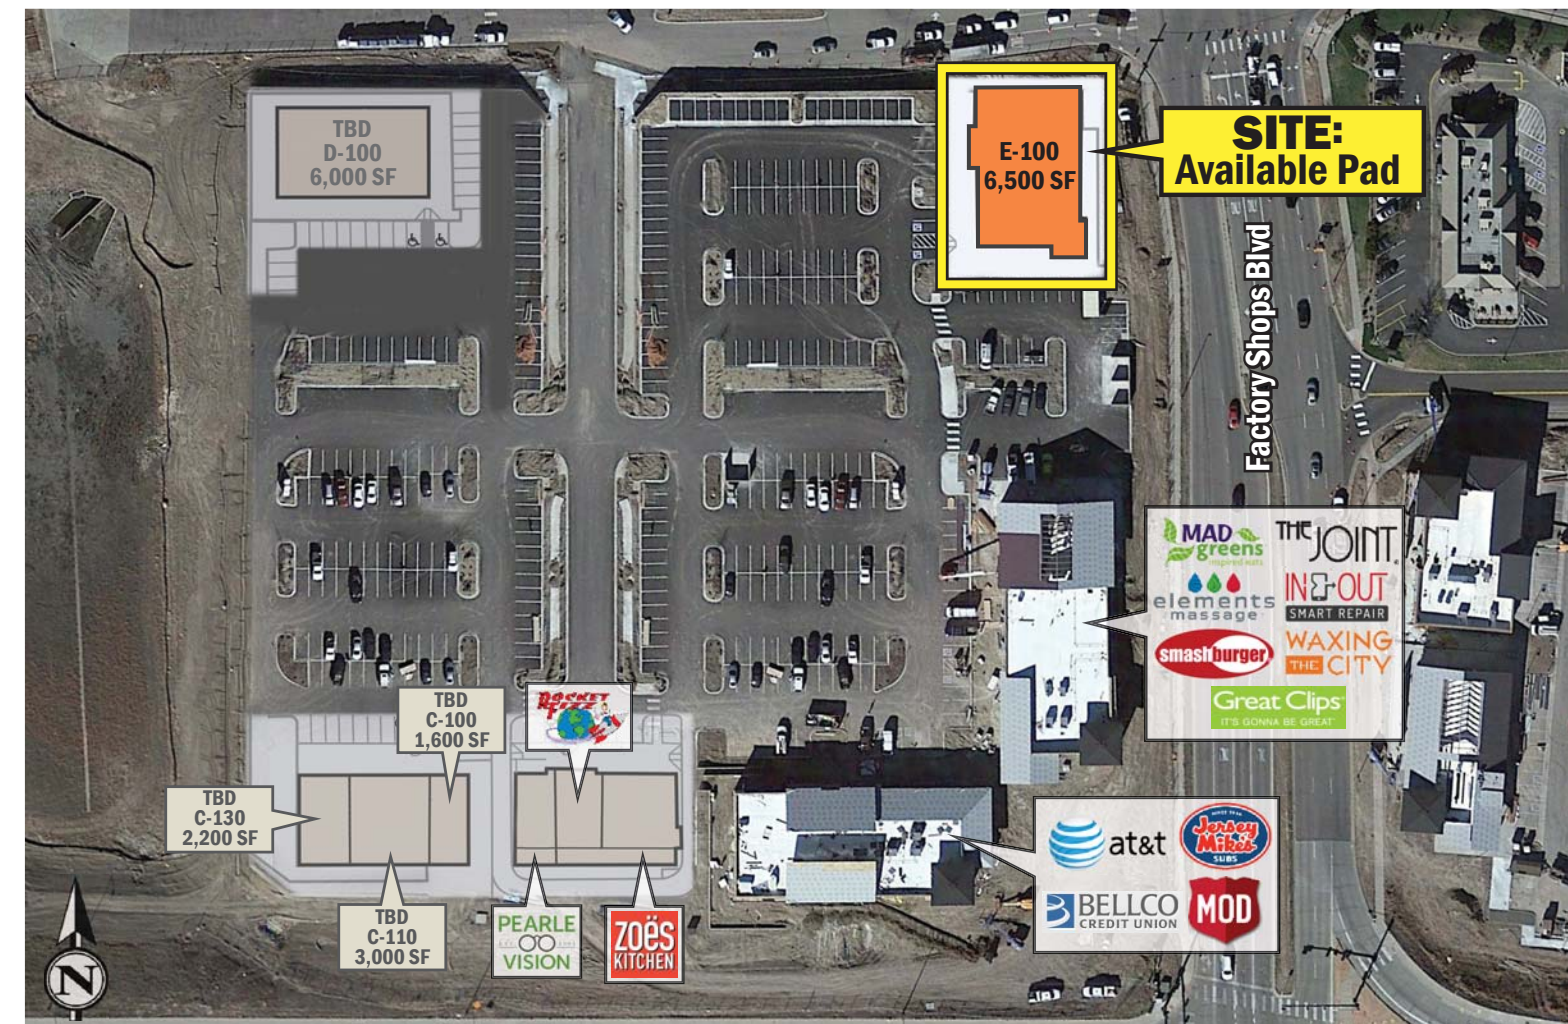 TBD
D-100
6,000 SF
E-100
6,500 SF
SITE:
Available Pad
Factory Shops Blvd
MAD
greens
inspired eats
THE JOINT
elements
massage
IN & OUT
SMART REPAIR
smashburger
WAXING
THE CITY
Great Clips
IT'S GONNA BE GREAT
TBD
C-100
1,600 SF
ROCKET
TBD
C-130
2,200 SF
TBD
C-110
3,000 SF
PEARLE
VISION
ZOËS
KITCHEN
at&t
Jersey
Mike's
SUBS
BELLCO
CREDIT UNION
MOD
N